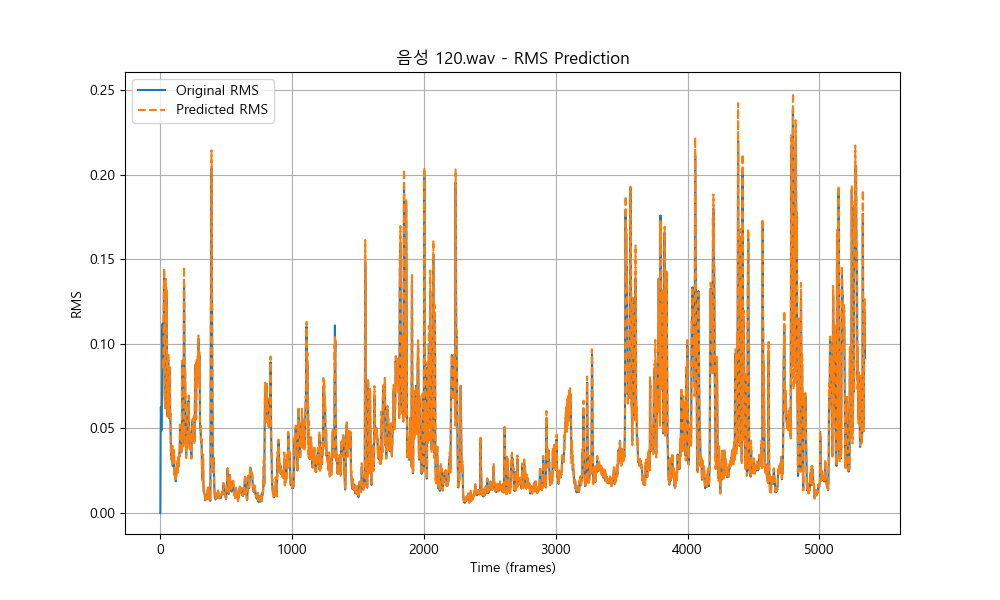 음성 120.wav - RMS Prediction
Original RMS
Predicted RMS
0.25
0.20
0.15
0.10
0.05
0.00
RMS
0 1000 2000 3000 4000 5000
Time (frames)